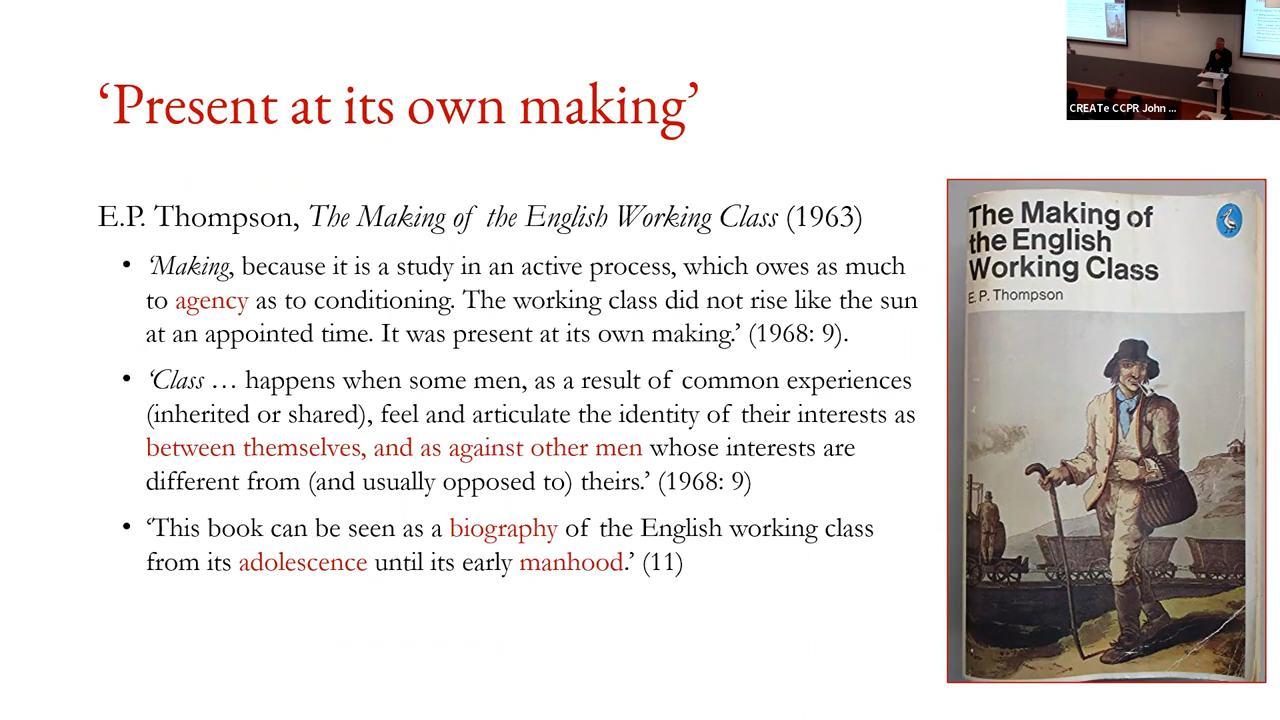 ‘Present at its own making’
CREATe CCPR John ...
E.P. Thompson, The Making of the English Working Class (1963)
• ‘Making, because it is a study in an active process, which owes as much
to agency as to conditioning. The working class did not rise like the sun
at an appointed time. It was present at its own making.’ (1968: 9).
• ‘Class … happens when some men, as a result of common experiences
(inherited or shared), feel and articulate the identity of their interests as
between themselves, and as against other men whose interests are
different from (and usually opposed to) theirs.’ (1968: 9)
• ‘This book can be seen as a biography of the English working class
from its adolescence until its early manhood.’ (11)
The Making of
the English
Working Class
E. P. Thompson